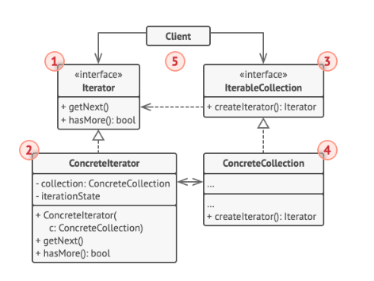 Client
1
«interface»
Iterator
+ getNext()
+ hasMore(): bool
5
3
«interface»
IterableCollection
+ createIterator(): Iterator
2
ConcreteIterator
- collection: ConcreteCollection
- iterationState
+ ConcreteIterator(
c: ConcreteCollection)
+ getNext()
+ hasMore(): bool
4
ConcreteCollection
...
...
+ createIterator(): Iterator